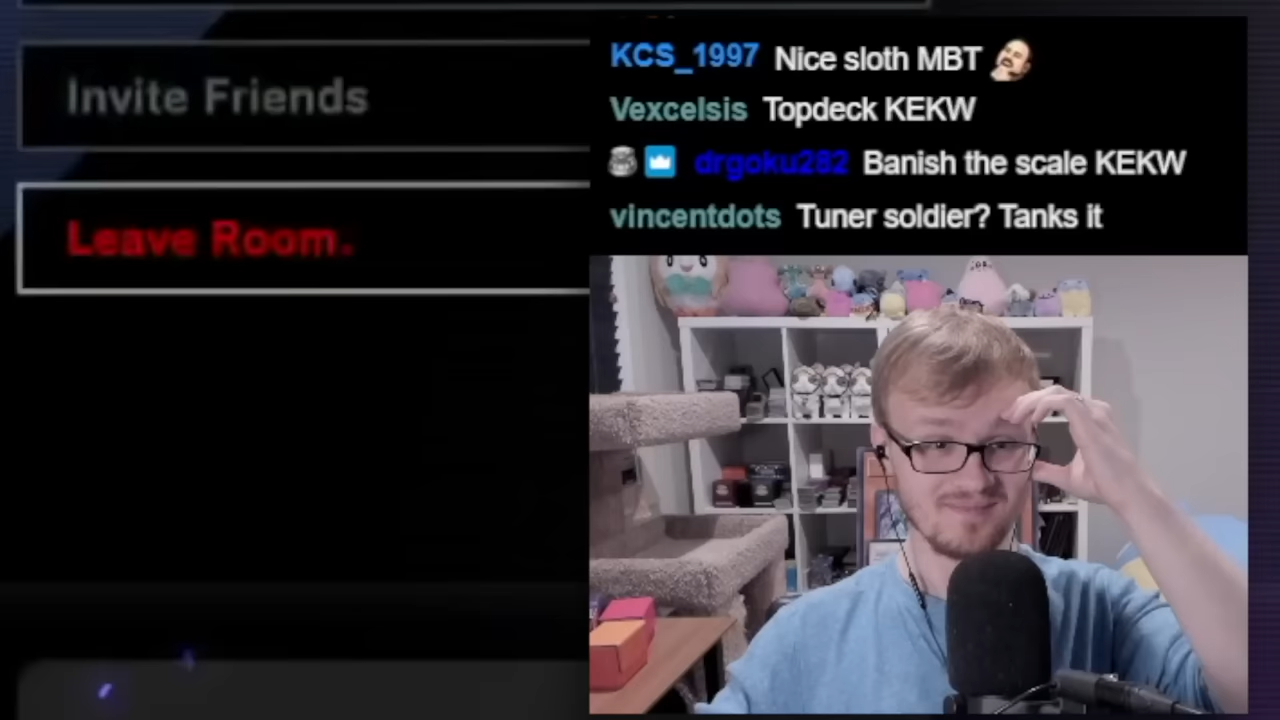 Invite Friends
Leave Room.
KCS_1997 Nice sloth MBT
Vexcelsis Topdeck KEKW
drgoku282 Banish the scale KEKW
vincentdots Tuner soldier? Tanks it